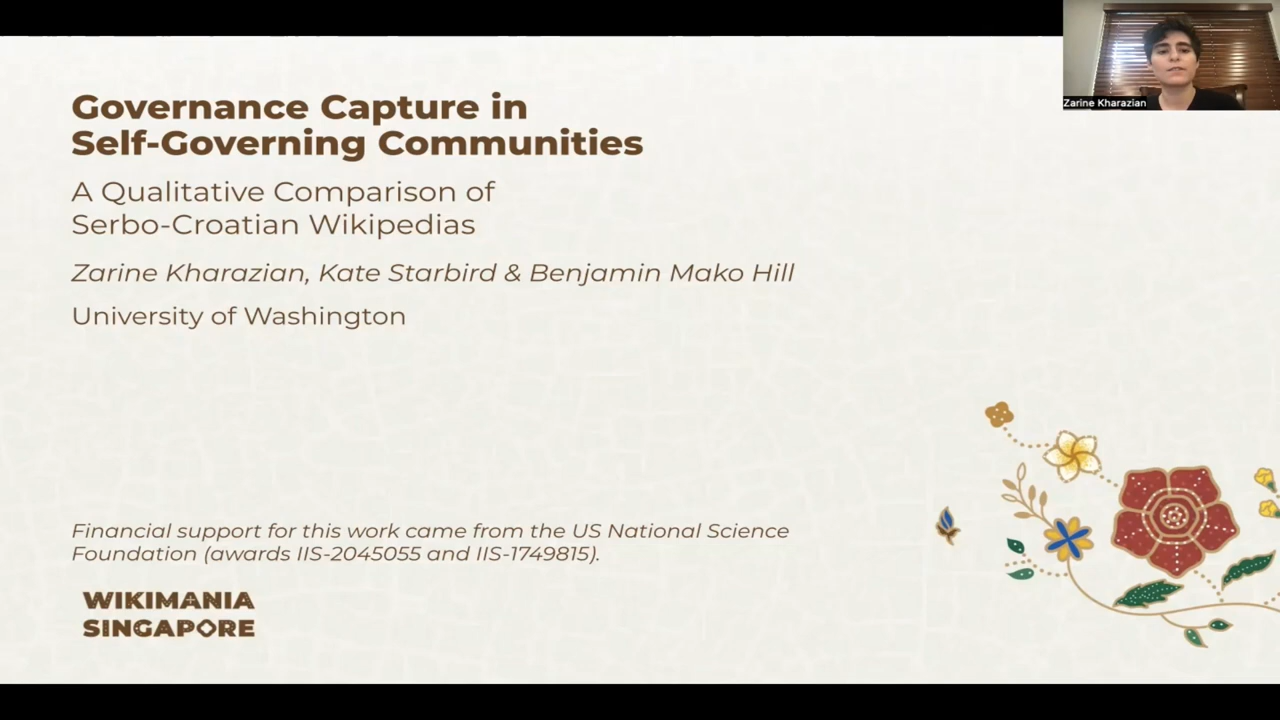 Governance Capture in
Self-Governing Communities
A Qualitative Comparison of
Serbo-Croatian Wikipedias
Zarine Kharazian, Kate Starbird & Benjamin Mako Hill
University of Washington
Financial support for this work came from the US National Science
Foundation (awards IIS-2045055 and IIS-1749815).
WIKIMANIA
SINGAPORE
Zarine Kharazian